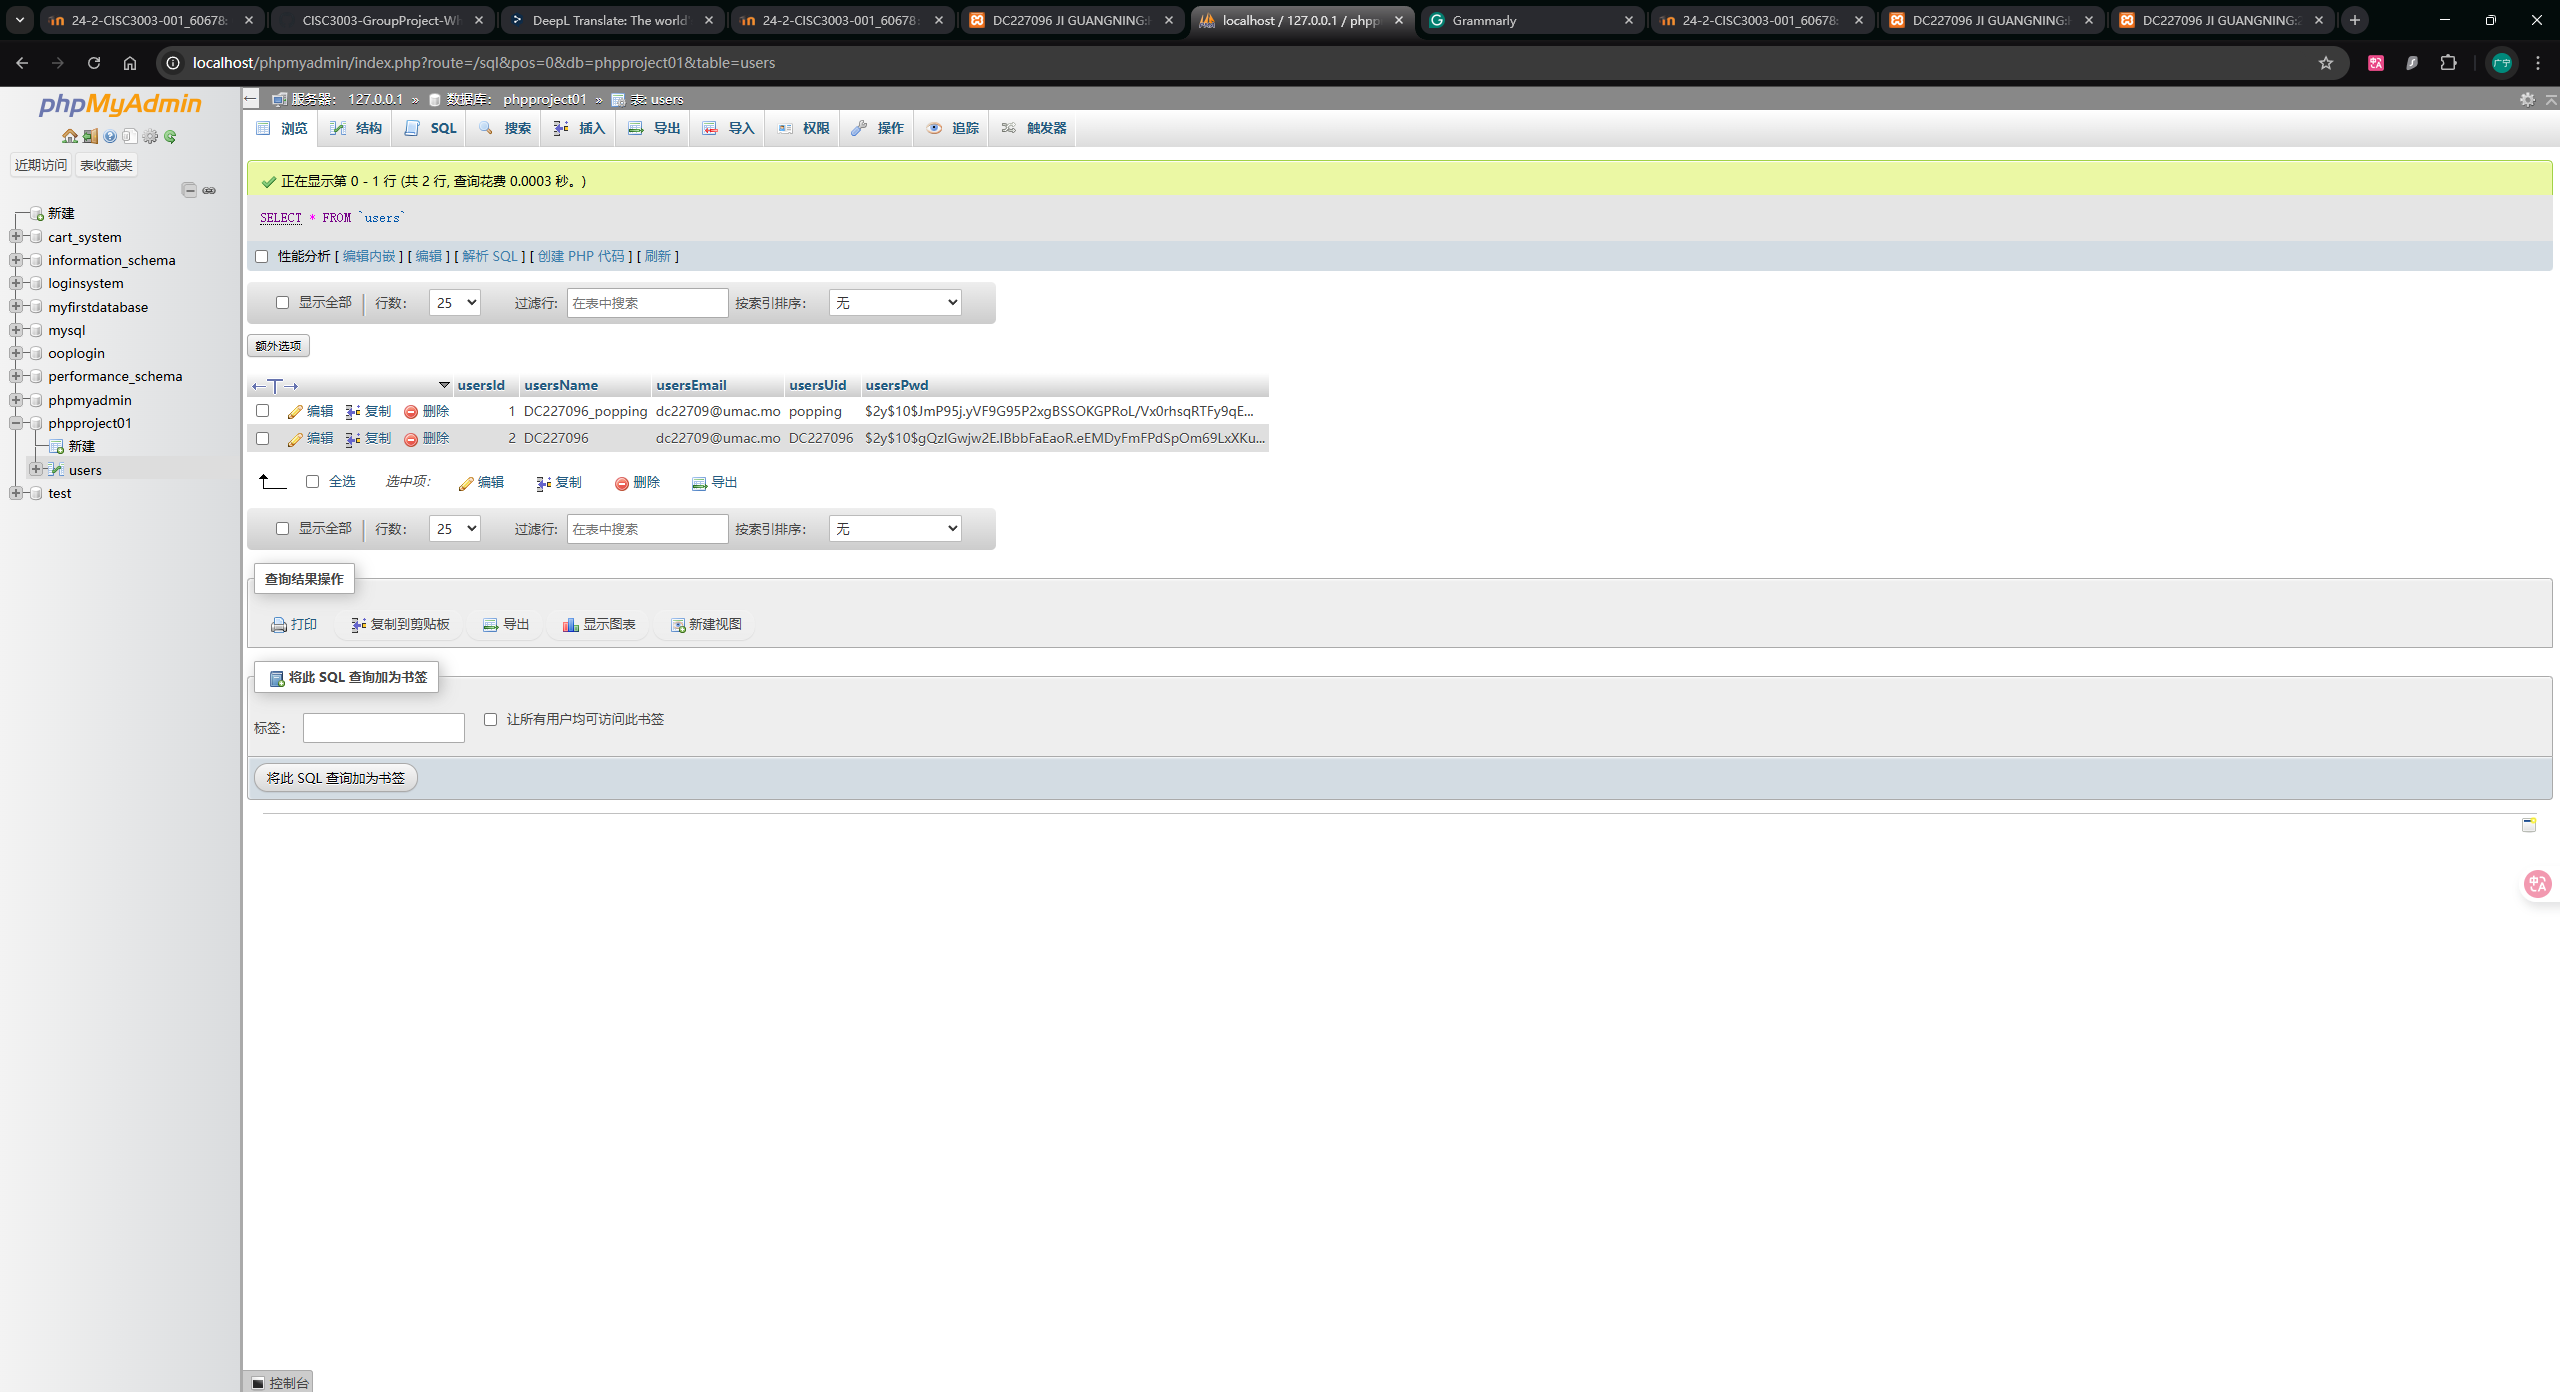 24-2-CISC3003-001_60678:
CISC3003-GroupProject-Wh
DeepL Translate: The world'
24-2-CISC3003-001_60678:
DC227096 JI GUANGNING:
localhost / 127.0.0.1 / phpp
Grammarly
24-2-CISC3003-001_60678:
DC227096 JI GUANGNING:
DC227096 JI GUANGNING:
localhost/phpmyadmin/index.php?route=/sql&pos=0&db=phpproject01&table=users
广宁
phpMyAdmin
近期访问 表收藏夹
新建
cart_system
information_schema
loginsystem
myfirstdatabase
mysql
ooplogin
performance_schema
phpmyadmin
phpproject01
新建
users
test
服务器: 127.0.0.1 » 数据库: phpproject01 » 表: users
浏览 结构 SQL 搜索 插入 导出 导入 权限 操作 追踪 触发器
正在显示第 0 - 1 行 (共 2 行, 查询花费 0.0003 秒。)
SELECT * FROM `users`
性能分析 [ 编辑内嵌 ] [ 编辑 ] [ 解析 SQL ] [ 创建 PHP 代码 ] [ 刷新 ]
显示全部 行数: 25 过滤行: 在表中搜索 按索引排序: 无
额外选项
usersId usersName usersEmail usersUid usersPwd
编辑 复制 删除 1 DC227096_popping dc22709@umac.mo popping $2y$10$JmP95j.yVF9G95P2xgBSSOKGPRoL/Vx0rhsqRTFy9qE...
编辑 复制 删除 2 DC227096 dc22709@umac.mo DC227096 $2y$10$gQzIGwjw2E.IBbbFaEaoR.eEMDyFmFPdSpOm69LxXKu...
全选 选中项: 编辑 复制 删除 导出
显示全部 行数: 25 过滤行: 在表中搜索 按索引排序: 无
查询结果操作
打印 复制到剪贴板 导出 显示图表 新建视图
将此 SQL 查询加为书签
标签: 让所有用户均可访问此书签
将此 SQL 查询加为书签
控制台